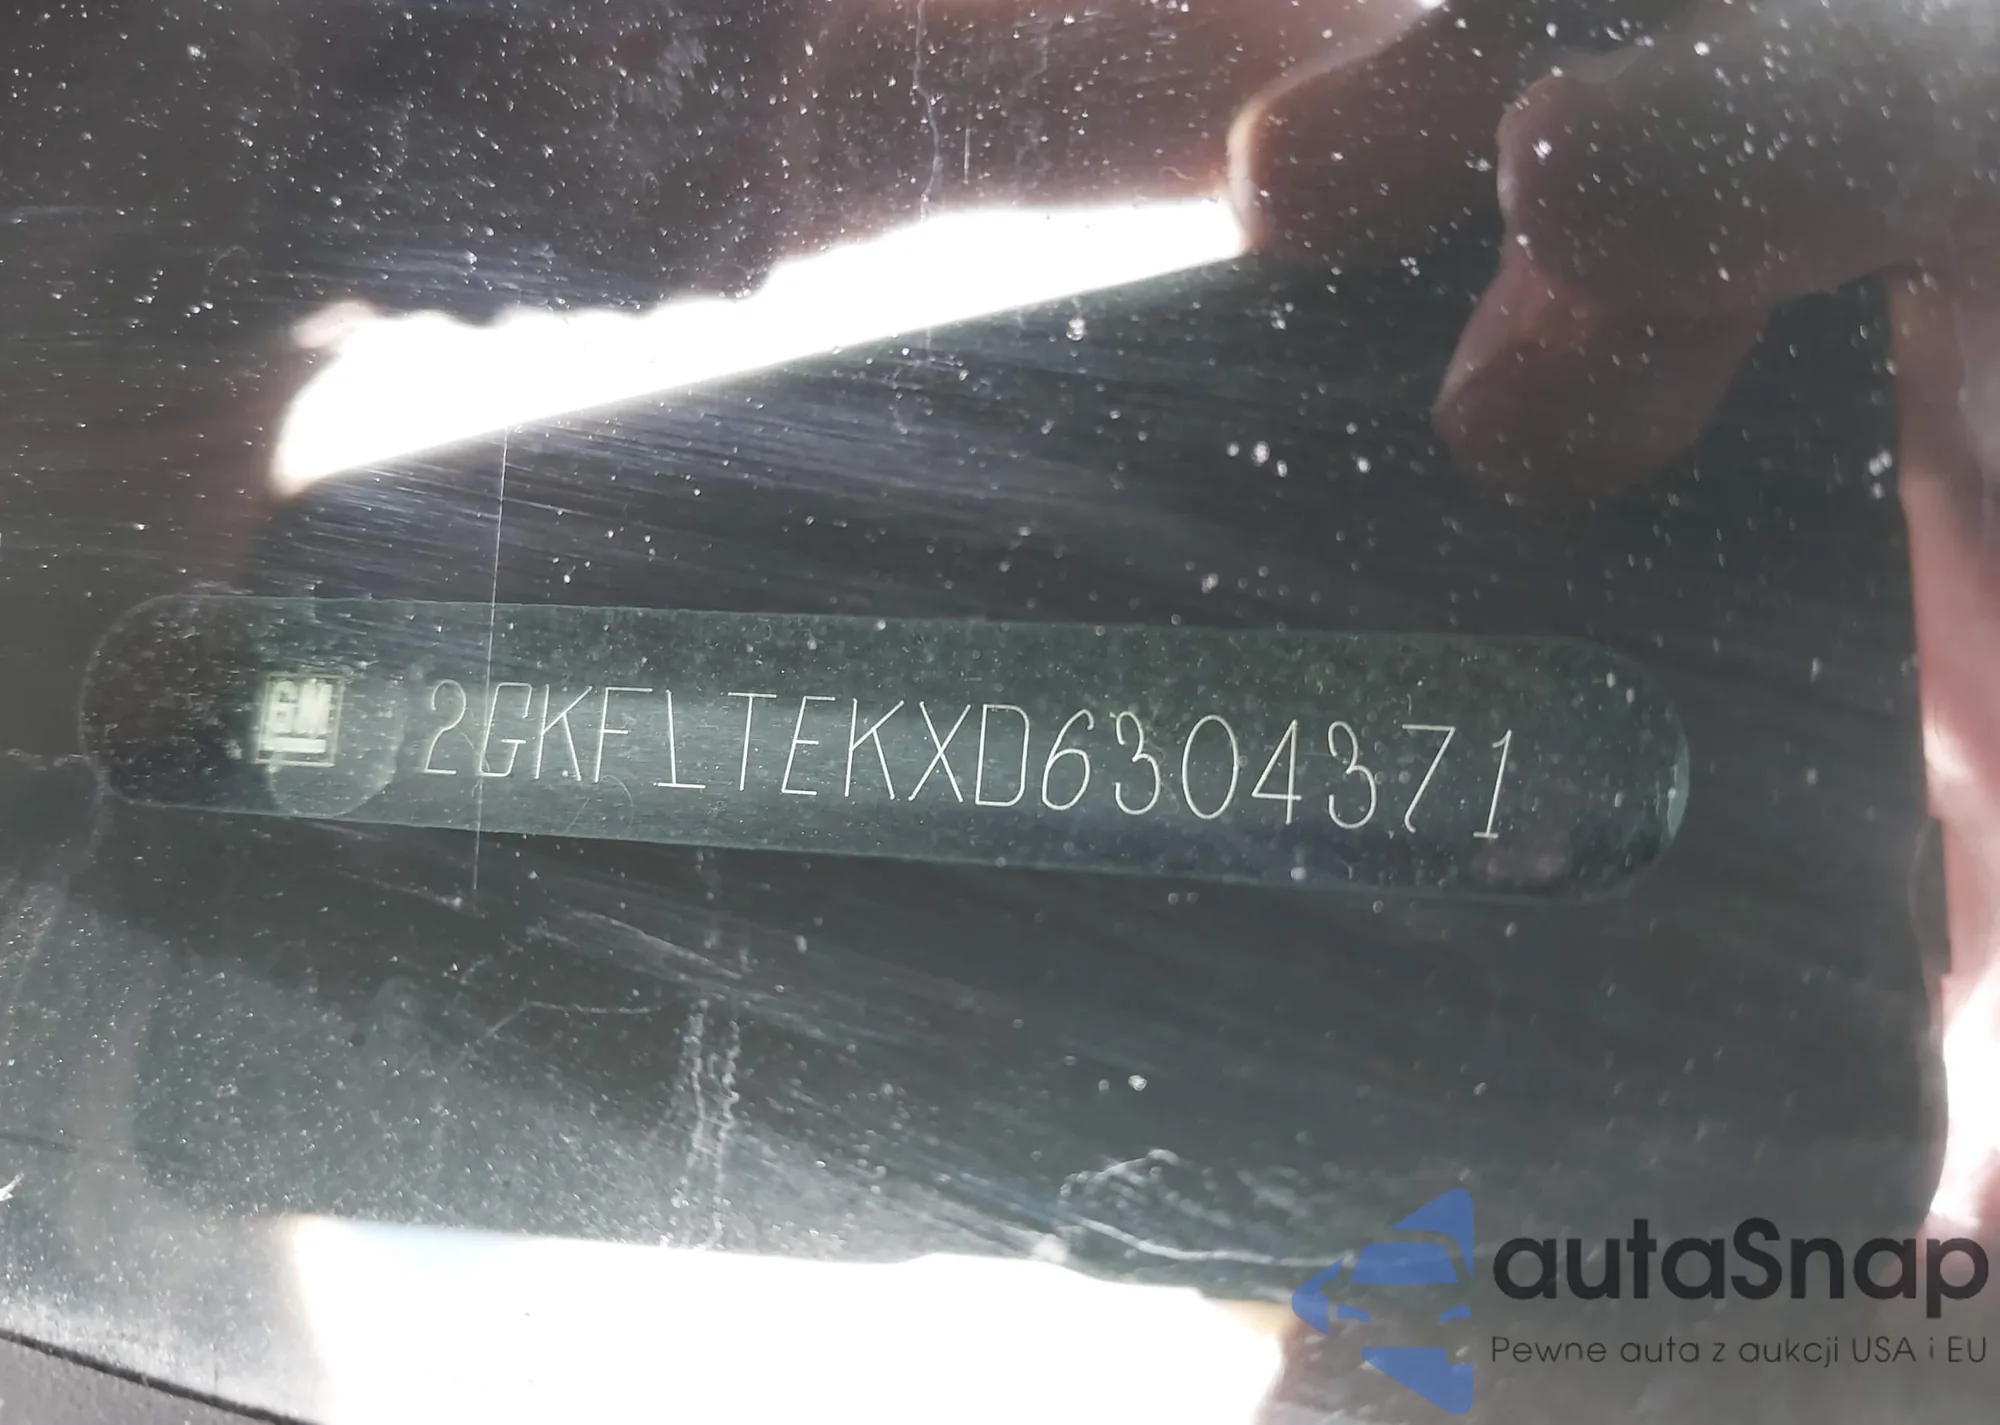 GM 2GKFLTEKXD6304371
autaSnap
Pewne auta z aukcji USA i EU